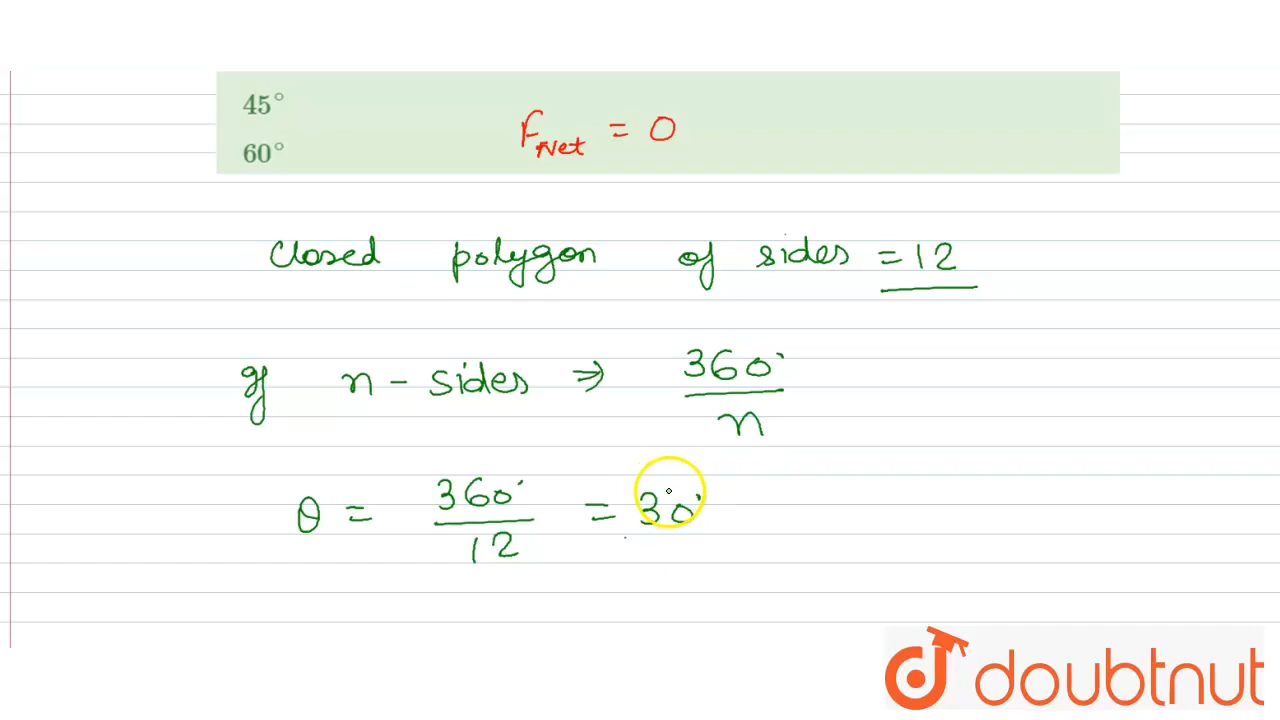 45°
F_Net = 0
60°
closed polygon of sides = 12
If n - sides ⇒ 360° / n
θ = 360° / 12 = 30°
doubtnut